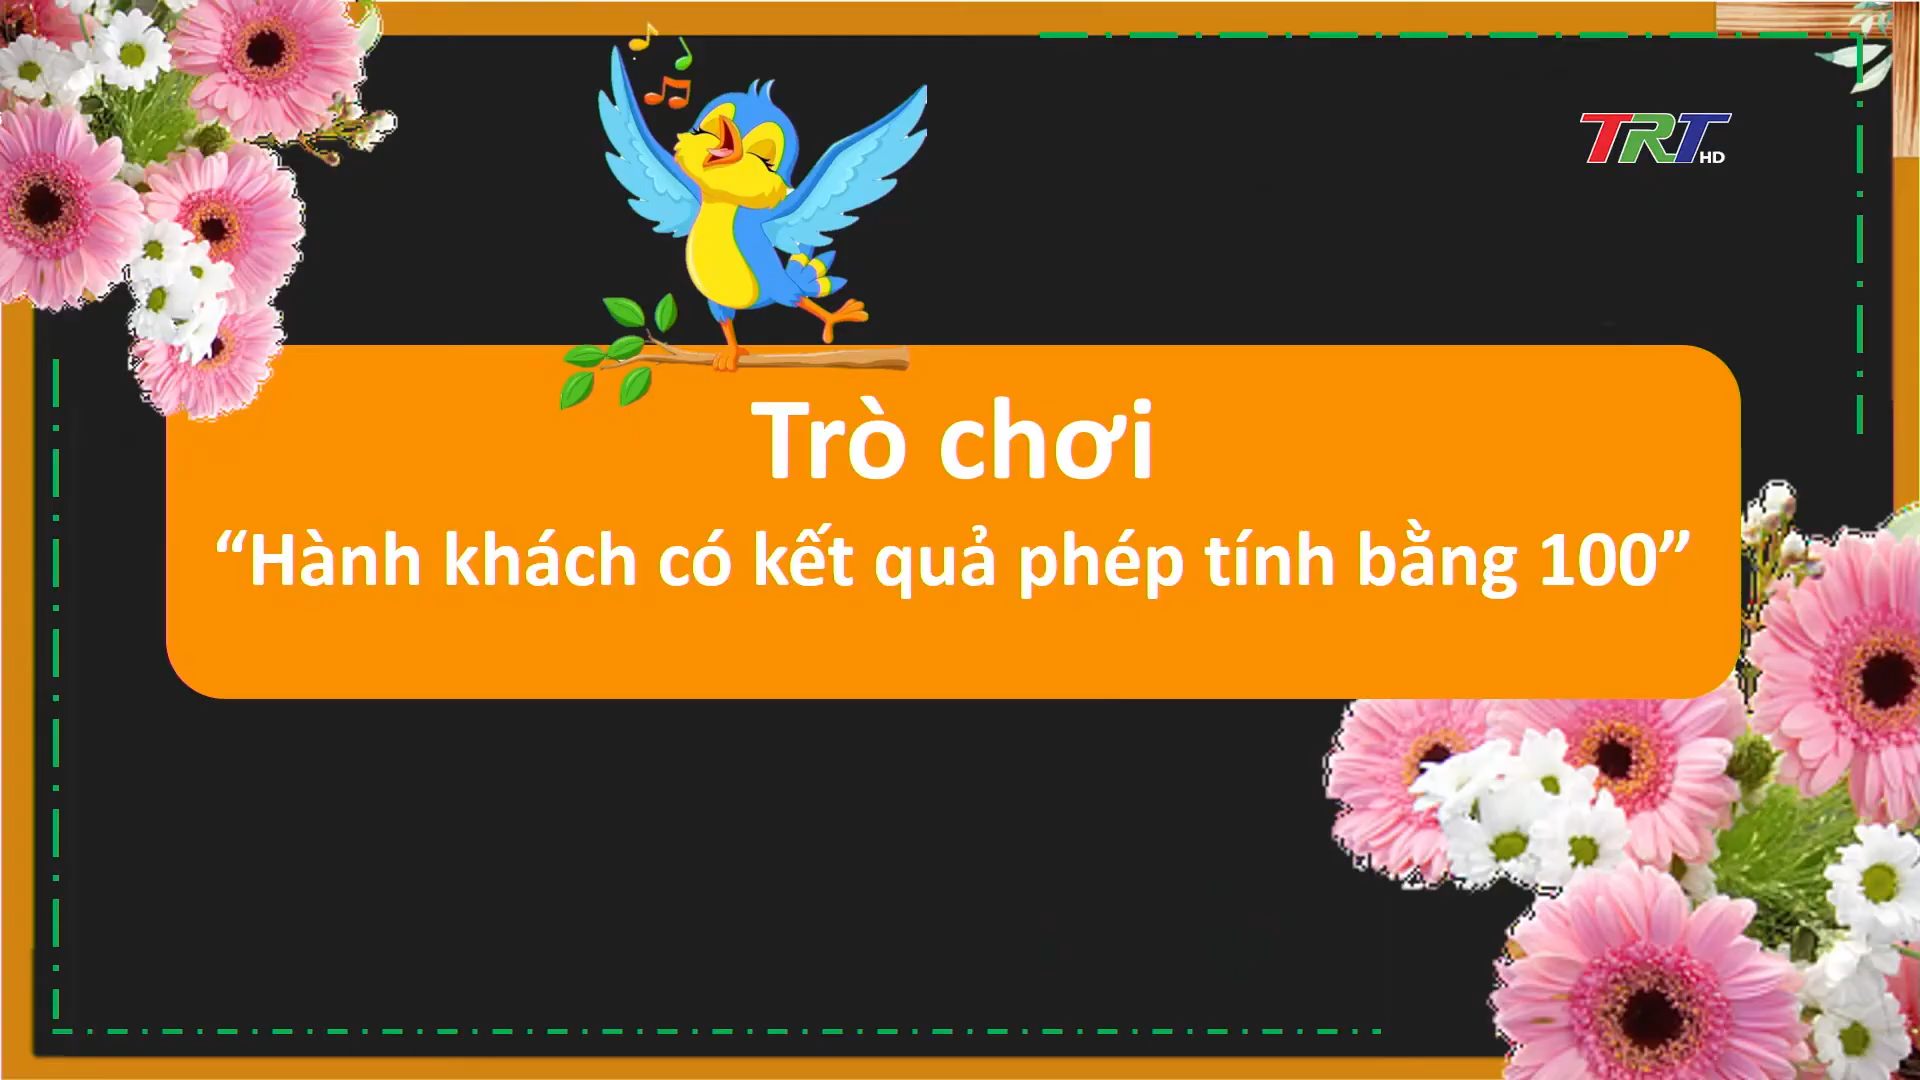 TRT HD
Trò chơi
“Hành khách có kết quả phép tính bằng 100”